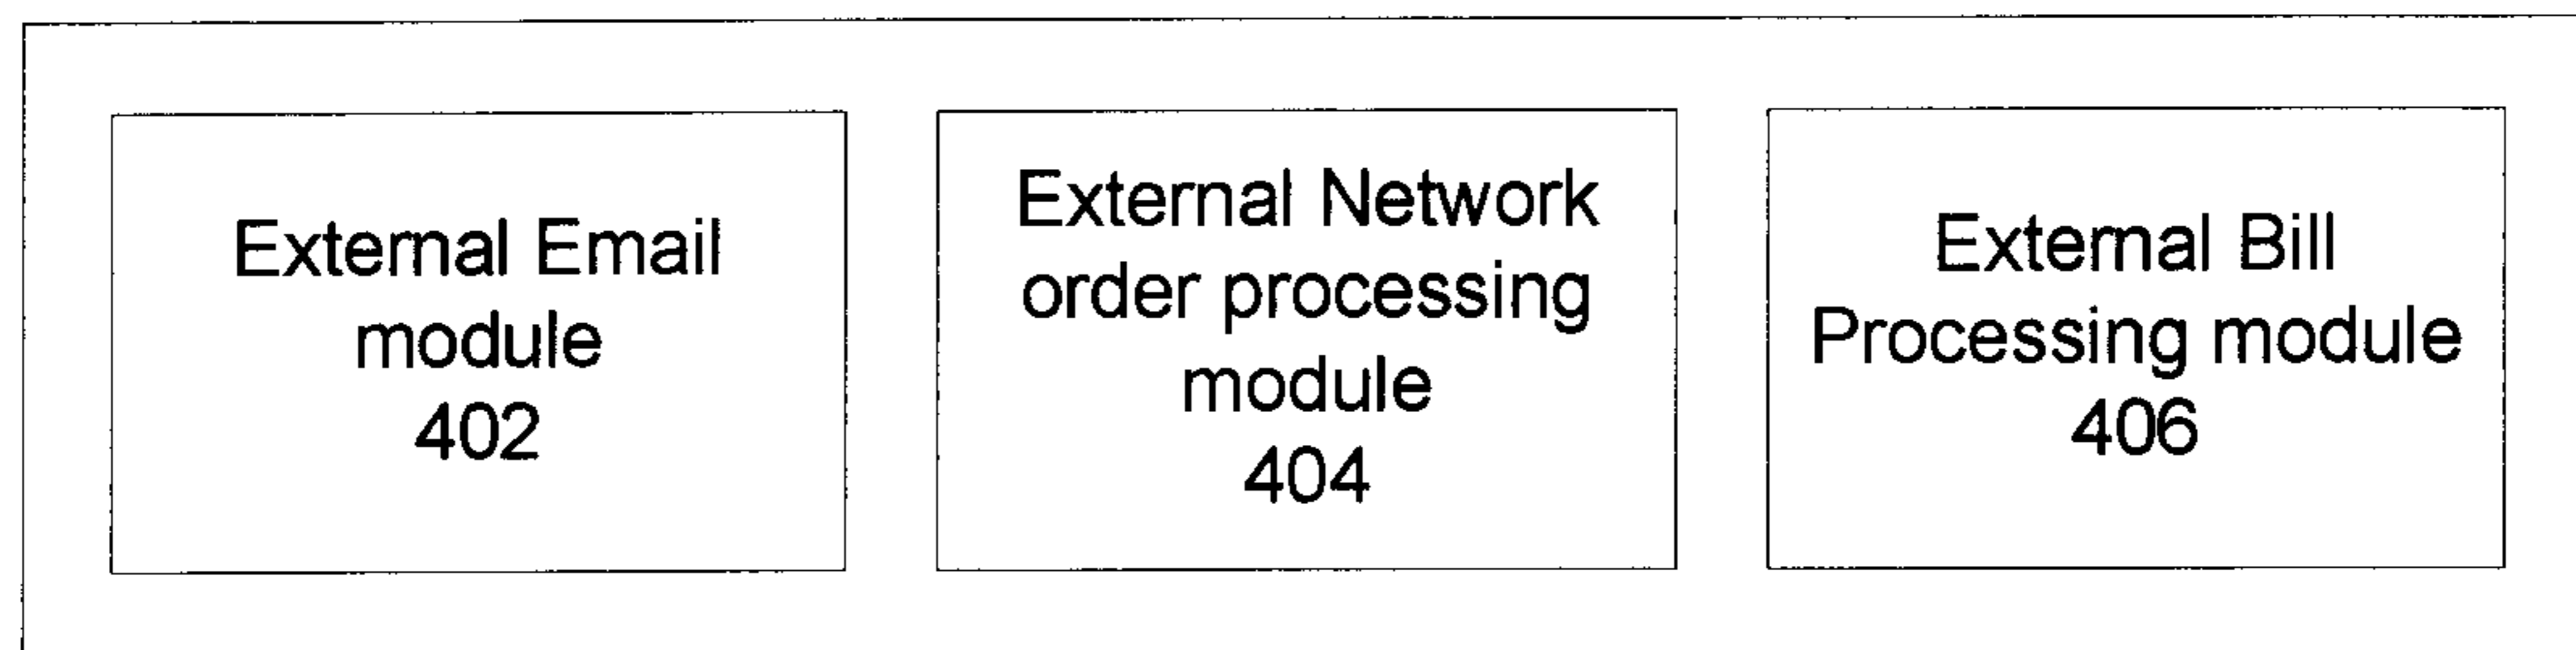 External Email
module
402
External Network
order processing
module
404
External Bill
Processing module
406